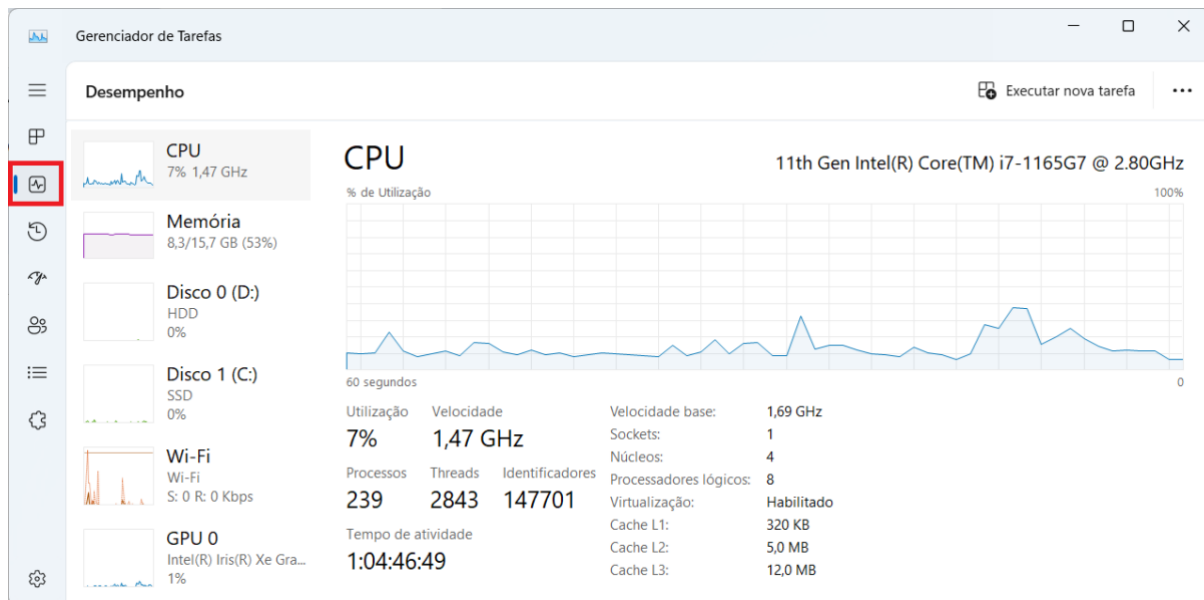 Gerenciador de Tarefas
Desempenho
Executar nova tarefa
CPU
7% 1,47 GHz
Memória
8,3/15,7 GB (53%)
Disco 0 (D:)
HDD
0%
Disco 1 (C:)
SSD
0%
Wi-Fi
Wi-Fi
S: 0 R: 0 Kbps
GPU 0
Intel(R) Iris(R) Xe Gra...
1%
CPU
11th Gen Intel(R) Core(TM) i7-1165G7 @ 2.80GHz
% de Utilização
100%
60 segundos
0
Utilização Velocidade
7% 1,47 GHz
Processos Threads Identificadores
239 2843 147701
Tempo de atividade
1:04:46:49
Velocidade base: 1,69 GHz
Sockets: 1
Núcleos: 4
Processadores lógicos: 8
Virtualização: Habilitado
Cache L1: 320 KB
Cache L2: 5,0 MB
Cache L3: 12,0 MB